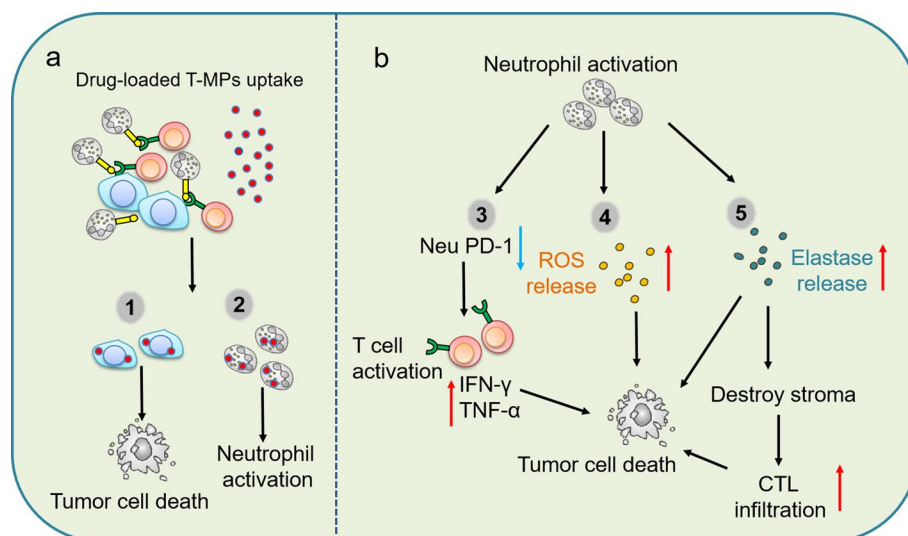 a
Drug-loaded T-MPs uptake
1
2
Tumor cell death
Neutrophil
activation
b
Neutrophil activation
3
4
5
Neu PD-1
ROS
release
Elastase
release
T cell
activation
IFN-γ
TNF-α
Destroy stroma
Tumor cell death
CTL
infiltration